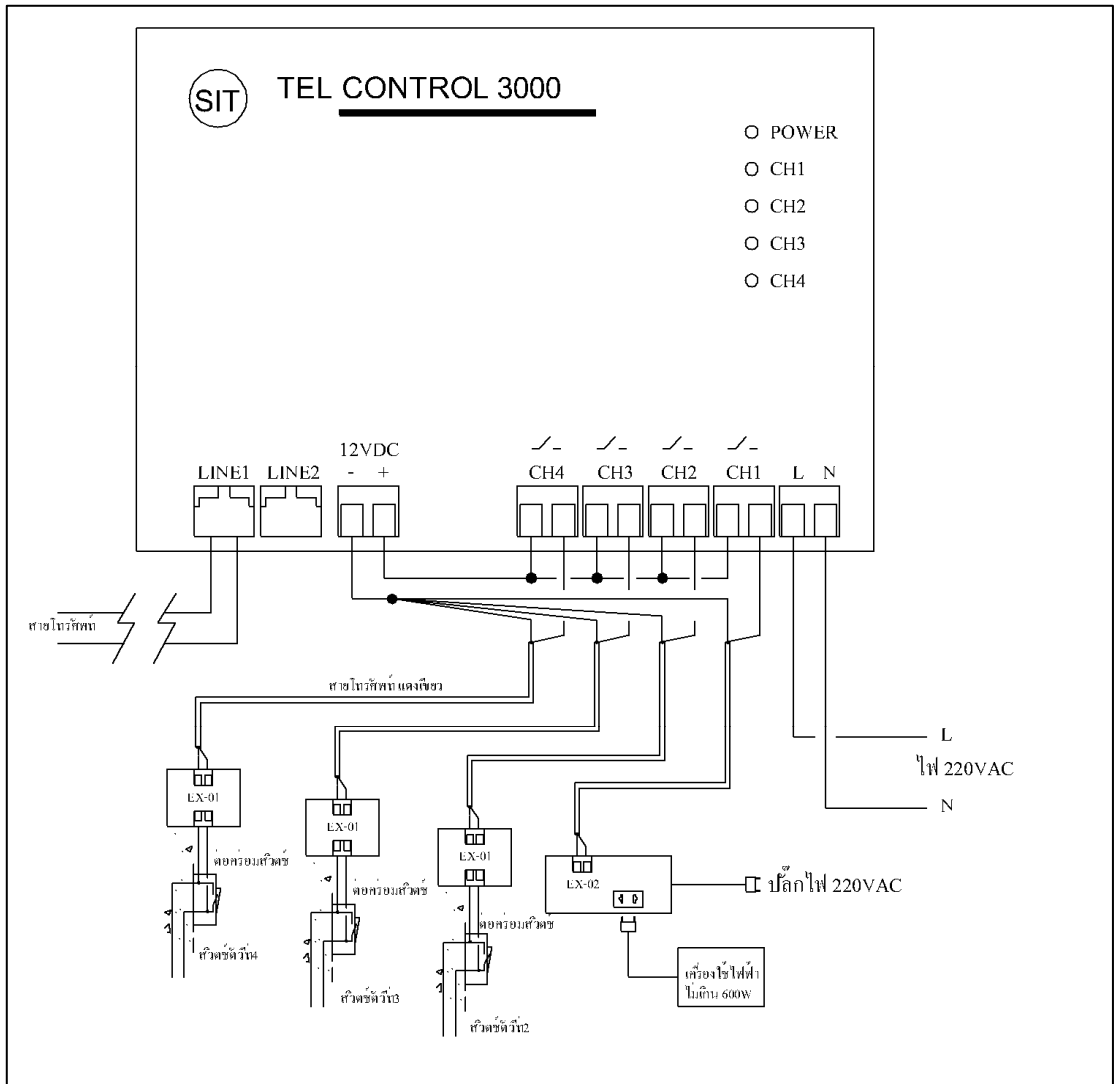 SIT
TEL CONTROL 3000
POWER
CH1
CH2
CH3
CH4
12VDC
- +
LINE1 LINE2
CH4 CH3 CH2 CH1 L N
สายโทรศัพท์
สายโทรศัพท์ แดงเขียว
L
ไฟ 220VAC
N
EX-01
EX-01
EX-01
EX-02
ต่อคร่อมสวิตช์
ต่อคร่อมสวิตช์
ต่อคร่อมสวิตช์
ปลั๊กไฟ 220VAC
สวิตช์ตัวที่4
สวิตช์ตัวที่3
สวิตช์ตัวที่2
เครื่องใช้ไฟฟ้า
ไม่เกิน 600W